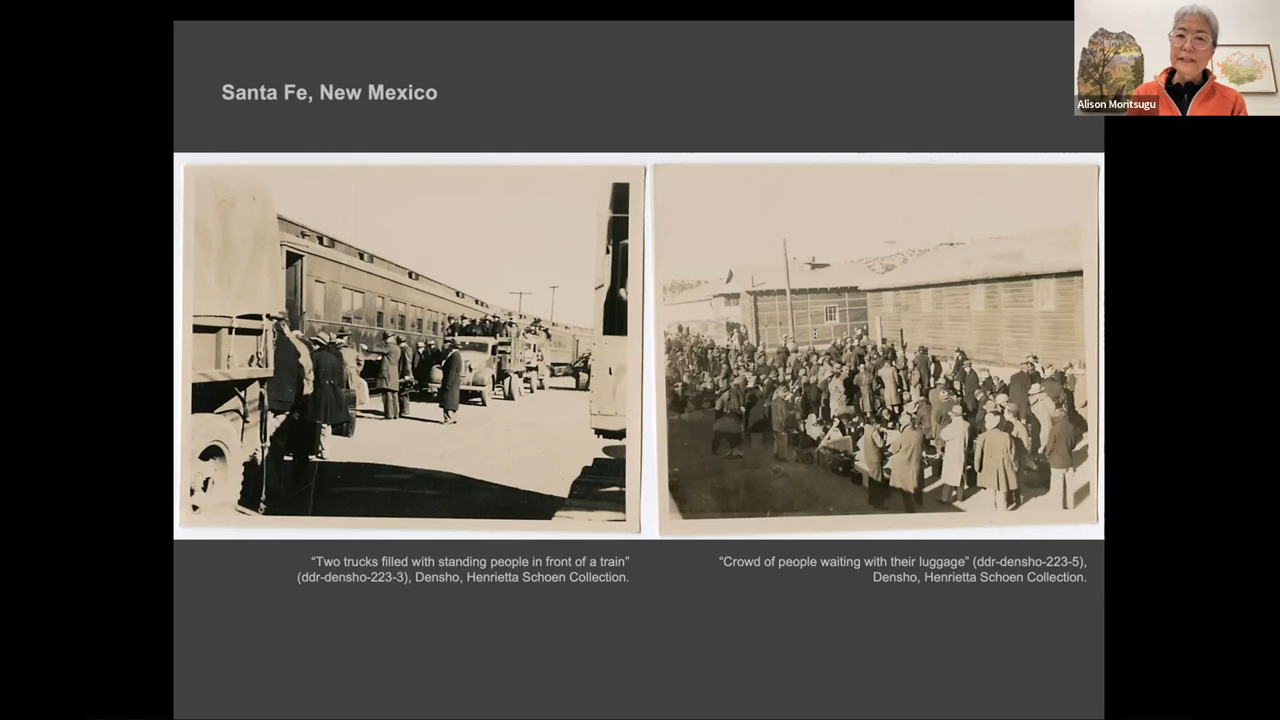 Santa Fe, New Mexico
Alison Moritsugu
“Two trucks filled with standing people in front of a train”
(ddr-densho-223-3), Densho, Henrietta Schoen Collection.
“Crowd of people waiting with their luggage” (ddr-densho-223-5),
Densho, Henrietta Schoen Collection.